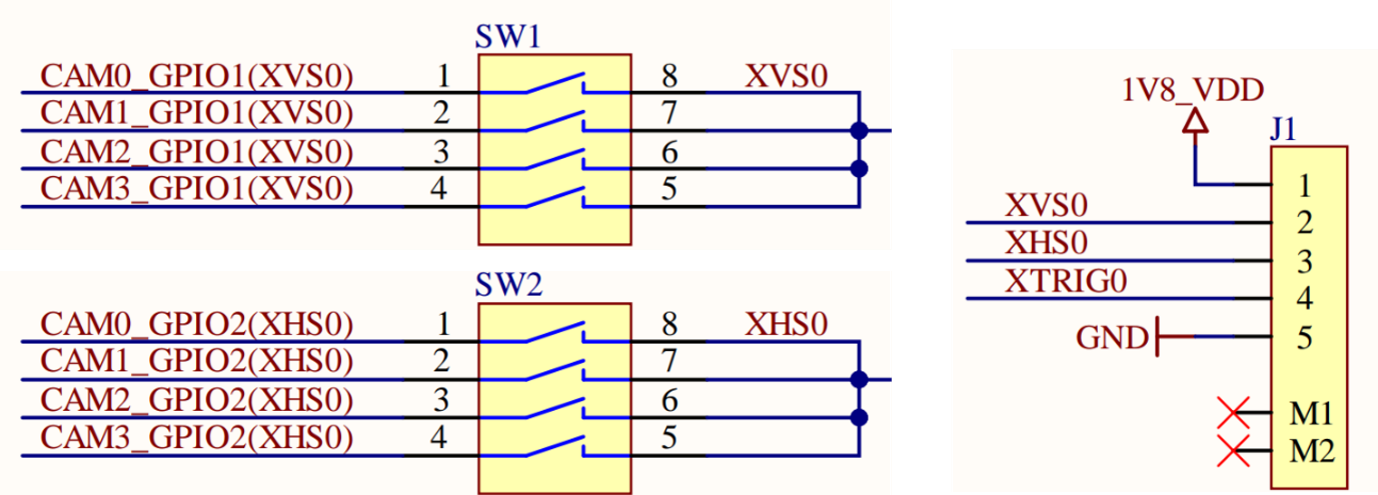 SW1
CAM0_GPIO1(XVS0) 1 8 XVS0
CAM1_GPIO1(XVS0) 2 7
CAM2_GPIO1(XVS0) 3 6
CAM3_GPIO1(XVS0) 4 5
SW2
CAM0_GPIO2(XHS0) 1 8 XHS0
CAM1_GPIO2(XHS0) 2 7
CAM2_GPIO2(XHS0) 3 6
CAM3_GPIO2(XHS0) 4 5
1V8_VDD
J1
1
XVS0 2
XHS0 3
XTRIG0 4
GND 5
M1
M2